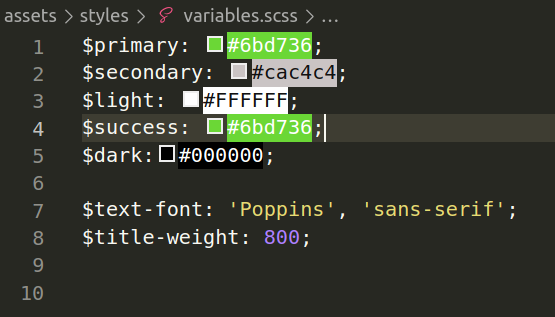 assets > styles > variables.scss > ...
1 $primary: #6bd736;
2 $secondary: #cac4c4;
3 $light: #FFFFFF;
4 $success: #6bd736;
5 $dark: #000000;
6
7 $text-font: 'Poppins', 'sans-serif';
8 $title-weight: 800;
9
10